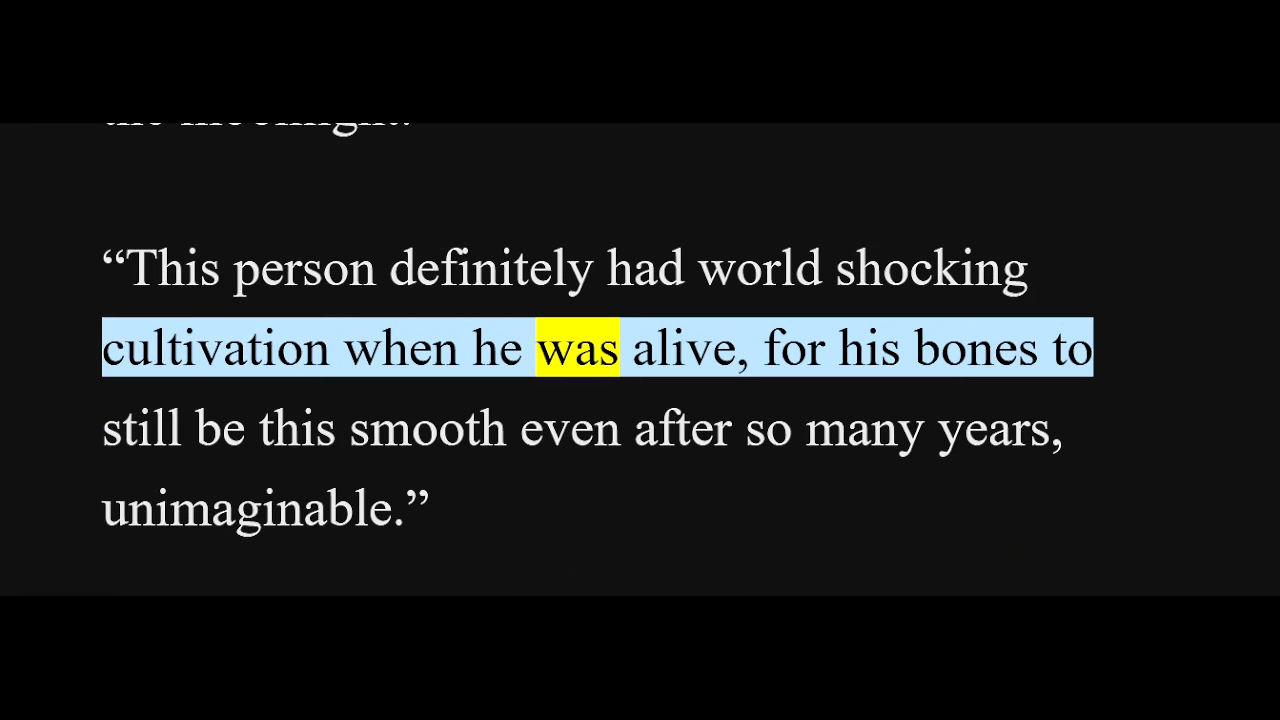 “This person definitely had world shocking
cultivation when he was alive, for his bones to
still be this smooth even after so many years,
unimaginable.”